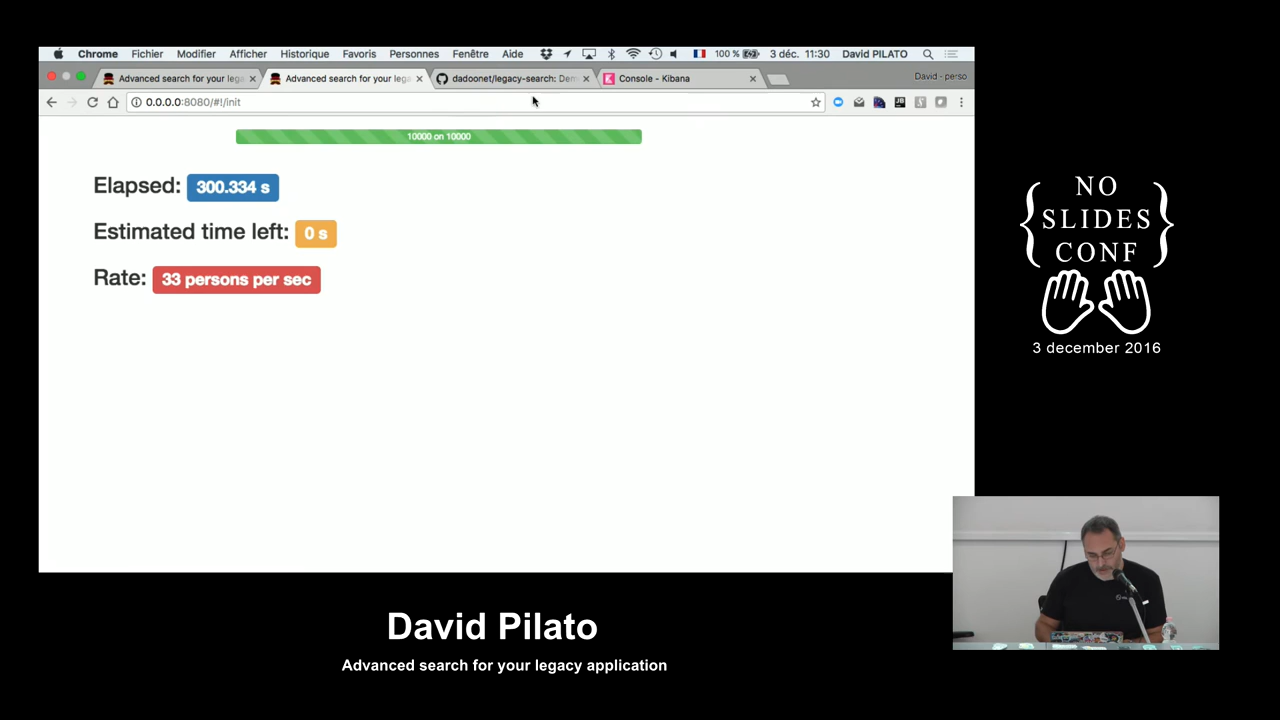 Chrome Fichier Modifier Afficher Historique Favoris Personnes Fenêtre Aide 100 % 3 déc. 11:30 David PILATO
Advanced search for your lega
Advanced search for your lega
dadoonet/legacy-search: Dem
Console - Kibana
David - perso
0.0.0.0:8080/#!/init
10000 on 10000
Elapsed: 300.334 s
Estimated time left: 0 s
Rate: 33 persons per sec
NO
SLIDES
CONF
3 december 2016
David Pilato
Advanced search for your legacy application